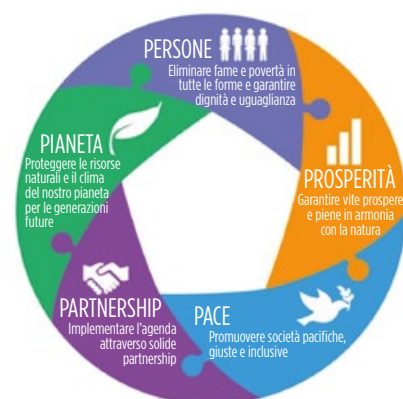 PERSONE
Eliminare fame e povertà in
tutte le forme e garantire
dignità e uguaglianza
PROSPERITÀ
Garantire vite prospere
e piene in armonia
con la natura
PACE
Promuovere società pacifiche,
giuste e inclusive
PARTNERSHIP
Implementare l'agenda
attraverso solide
partnership
PIANETA
Proteggere le risorse
naturali e il clima
del nostro pianeta
per le generazioni
future